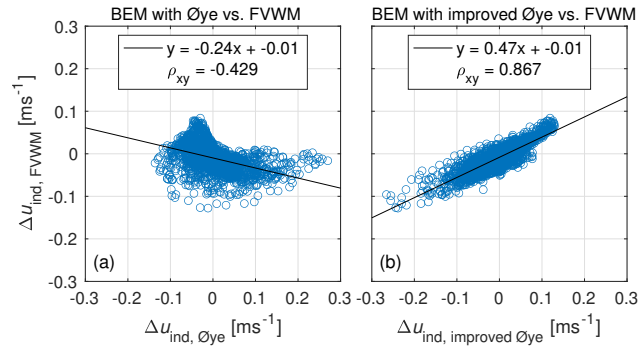 BEM with Øye vs. FVWM
y = -0.24x + -0.01
ρxy = -0.429
0.3
0.2
0.1
0
-0.1
-0.2
-0.3
Δuind, FVWM [ms-1]
(a)
-0.3 -0.2 -0.1 0 0.1 0.2 0.3
Δuind, Øye [ms-1]
BEM with improved Øye vs. FVWM
y = 0.47x + -0.01
ρxy = 0.867
(b)
-0.3 -0.2 -0.1 0 0.1 0.2 0.3
Δuind, improved Øye [ms-1]